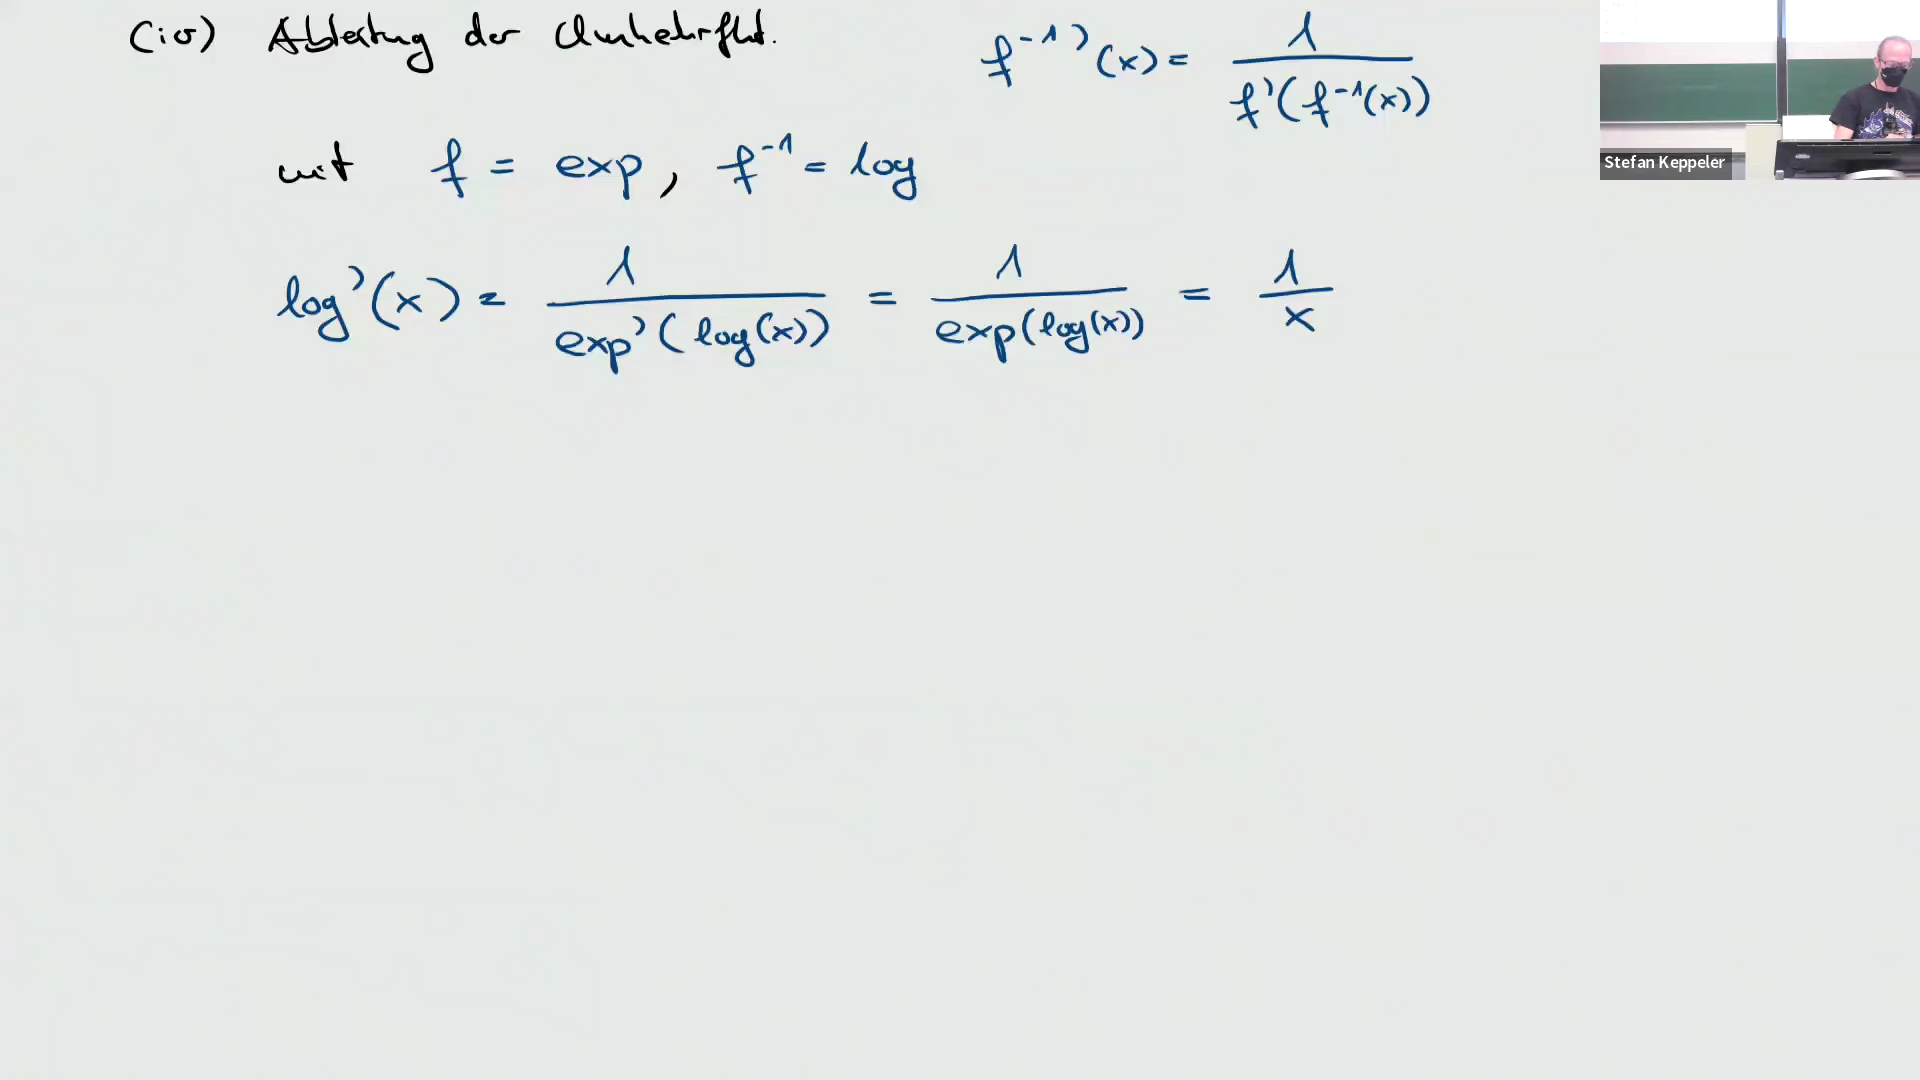 (iv) Ableitung der Umkehrfkt. f⁻¹'(x) = 1 / f'(f⁻¹(x))
mit f = exp, f⁻¹ = log
log'(x) = 1 / exp'(log(x)) = 1 / exp(log(x)) = 1 / x
Stefan Keppeler